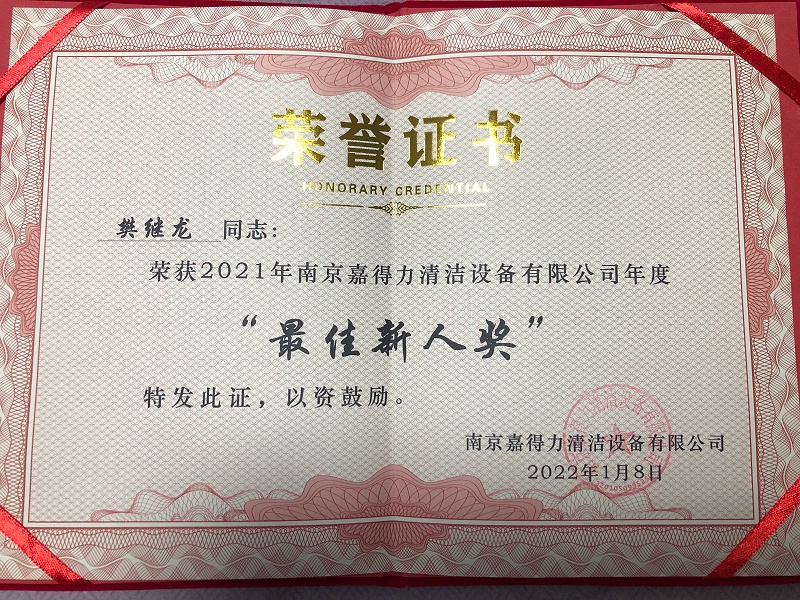 荣誉证书
HONORARY CREDENTIAL
樊继龙 同志：
荣获2021年南京嘉得力清洁设备有限公司年度
“最佳新人奖”
特发此证，以资鼓励。
南京嘉得力清洁设备有限公司
2022年1月8日